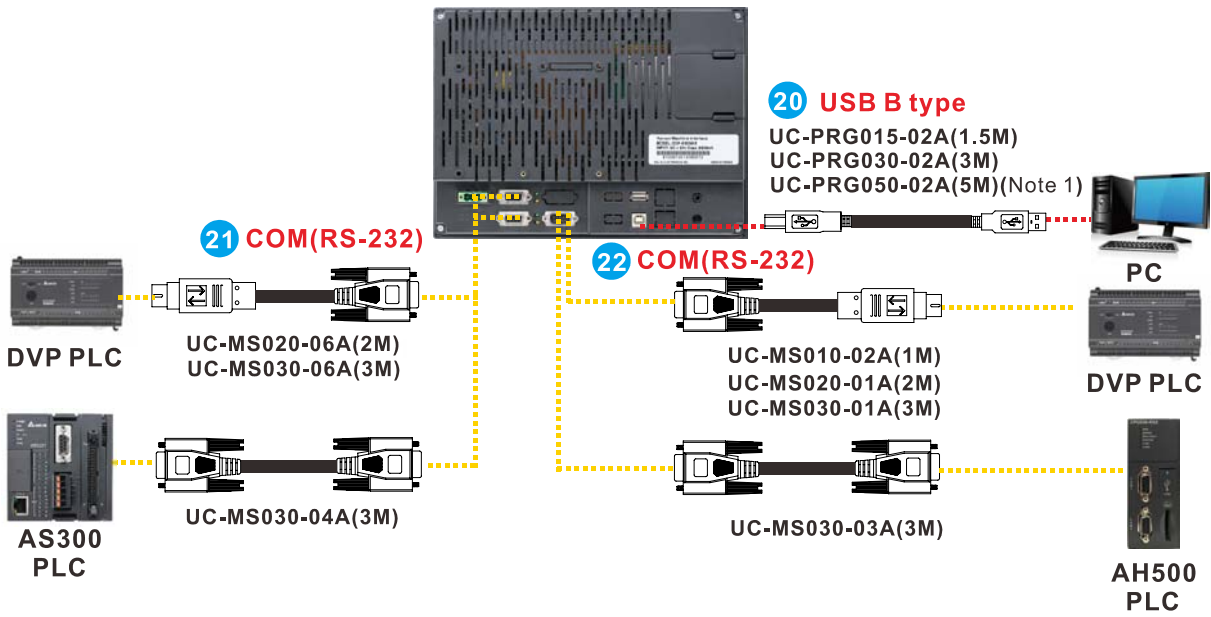 20 USB B type
UC-PRG015-02A(1.5M)
UC-PRG030-02A(3M)
UC-PRG050-02A(5M)(Note 1)
PC
21 COM(RS-232)
DVP PLC
UC-MS020-06A(2M)
UC-MS030-06A(3M)
22 COM(RS-232)
UC-MS010-02A(1M)
UC-MS020-01A(2M)
UC-MS030-01A(3M)
DVP PLC
AS300
PLC
UC-MS030-04A(3M)
UC-MS030-03A(3M)
AH500
PLC